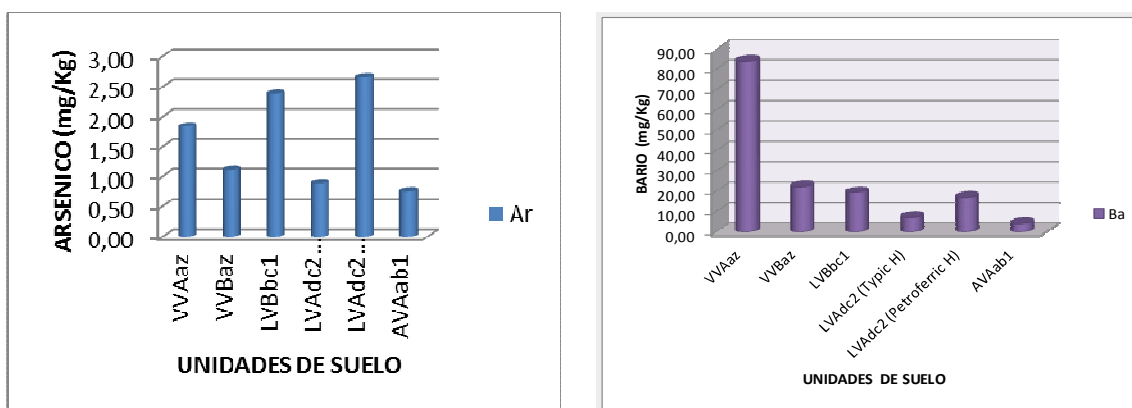 ARSENICO (mg/Kg)
3,00
2,50
2,00
1,50
1,00
0,50
0,00
VVAaz
VVBaz
LVBbc1
LVAdc2...
LVAdc2...
AVAab1
UNIDADES DE SUELO
Ar
BARIO (mg/Kg)
90,00
80,00
70,00
60,00
50,00
40,00
30,00
20,00
10,00
0,00
VVAaz
VVBaz
LVBbc1
LVAdc2 (Typic H)
LVAdc2 (Petroferric H)
AVAab1
UNIDADES DE SUELO
Ba